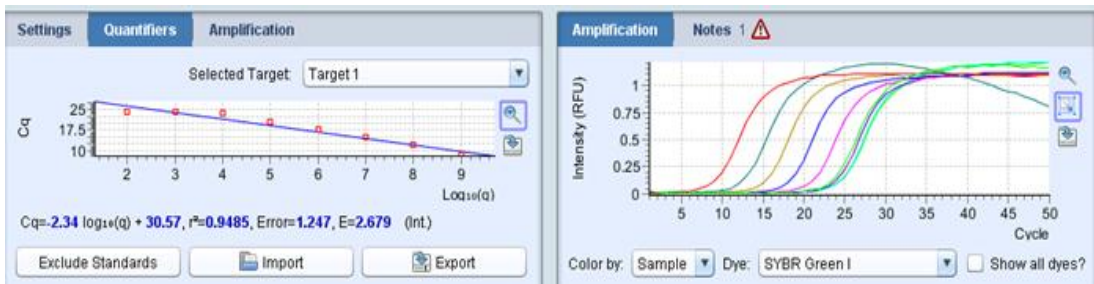 Settings Quantifiers Amplification
Selected Target: Target 1
Cq
25
17.5
10
2 3 4 5 6 7 8 9
Log₁₀(q)
Cq=-2.34 log₁₀(q) + 30.57, r²=0.9485, Error=1.247, E=2.679 (Int.)
Exclude Standards Import Export
Amplification Notes 1
Intensity (RFU)
1
0.75
0.5
0.25
0
5 10 15 20 25 30 35 40 45 50
Cycle
Color by: Sample Dye: SYBR Green I Show all dyes?